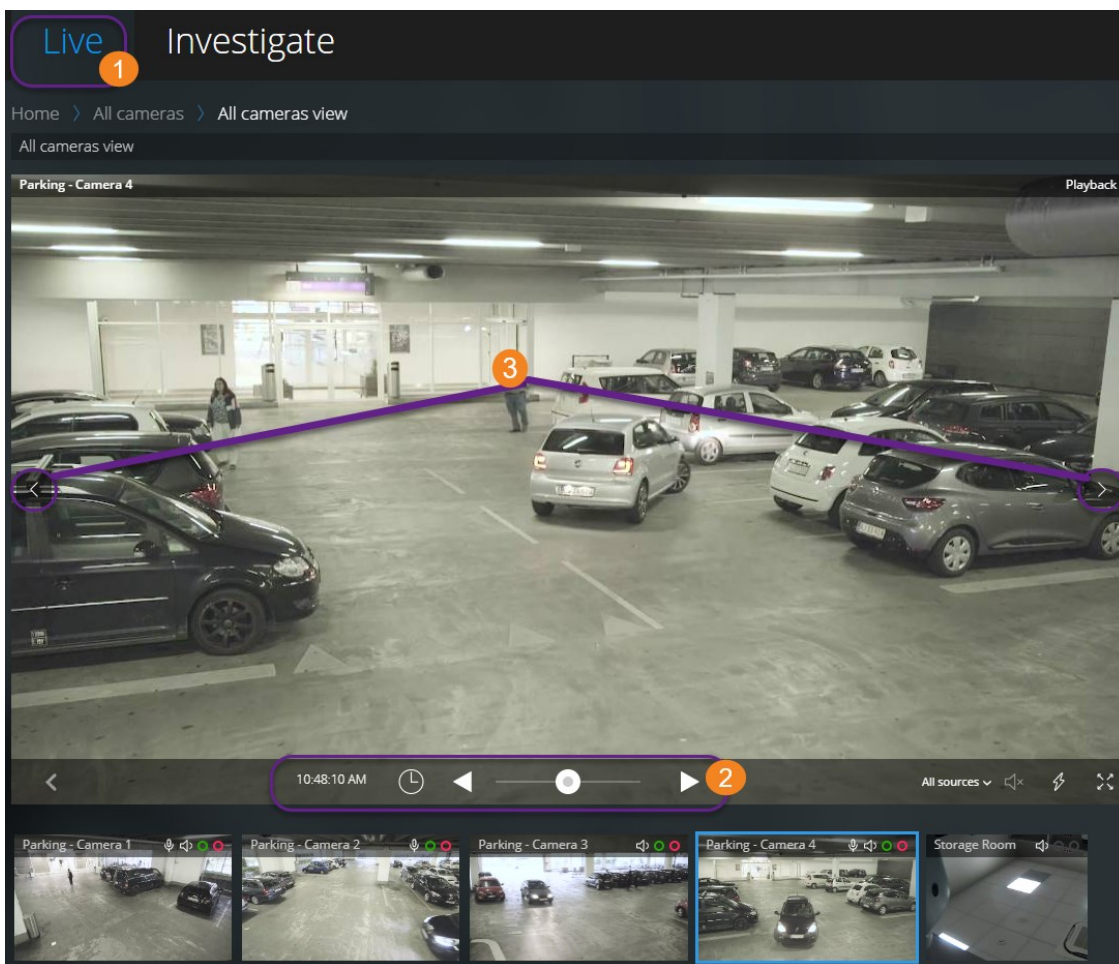 Live Investigate
1
Home > All cameras > All cameras view
All cameras view
Parking - Camera 4 Playback
3
10:48:10 AM 2 All sources
Parking - Camera 1 Parking - Camera 2 Parking - Camera 3 Parking - Camera 4 Storage Room